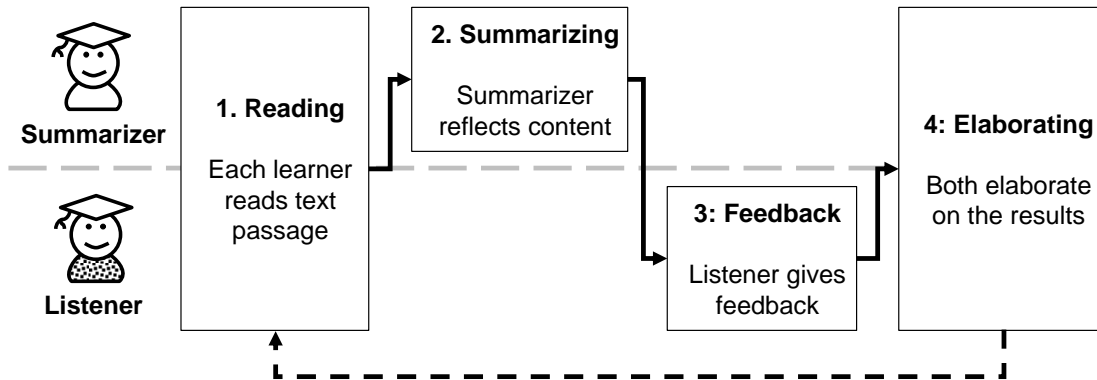 Summarizer
Listener
1. Reading
Each learner
reads text
passage
2. Summarizing
Summarizer
reflects content
3: Feedback
Listener gives
feedback
4: Elaborating
Both elaborate
on the results